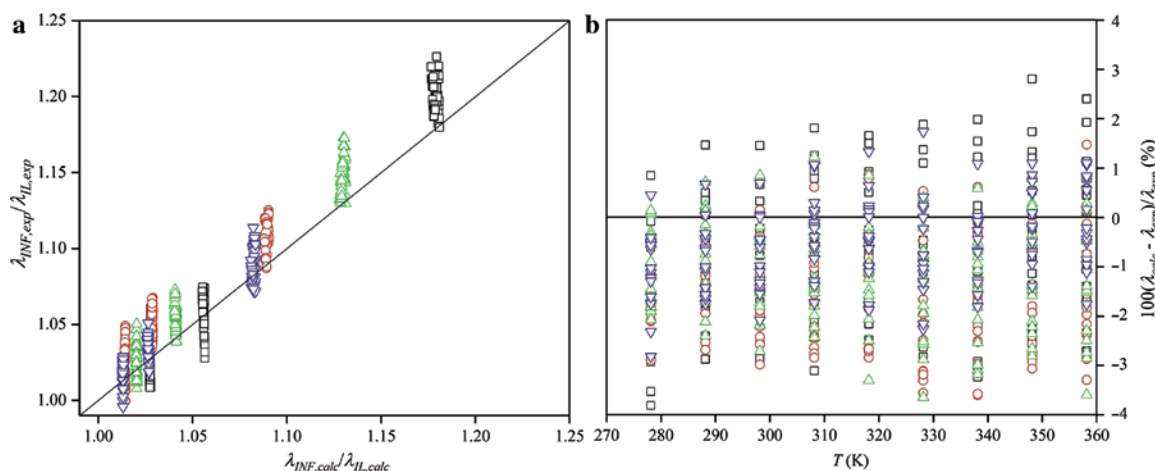 a
1.25
1.20
1.15
1.10
1.05
1.00
λINF,exp/λIL,exp
1.00 1.05 1.10 1.15 1.20 1.25
λINF,calc/λIL,calc
b
4
3
2
1
0
−1
−2
−3
−4
100(λcalc - λexp)/λexp (%)
270 280 290 300 310 320 330 340 350 360
T (K)